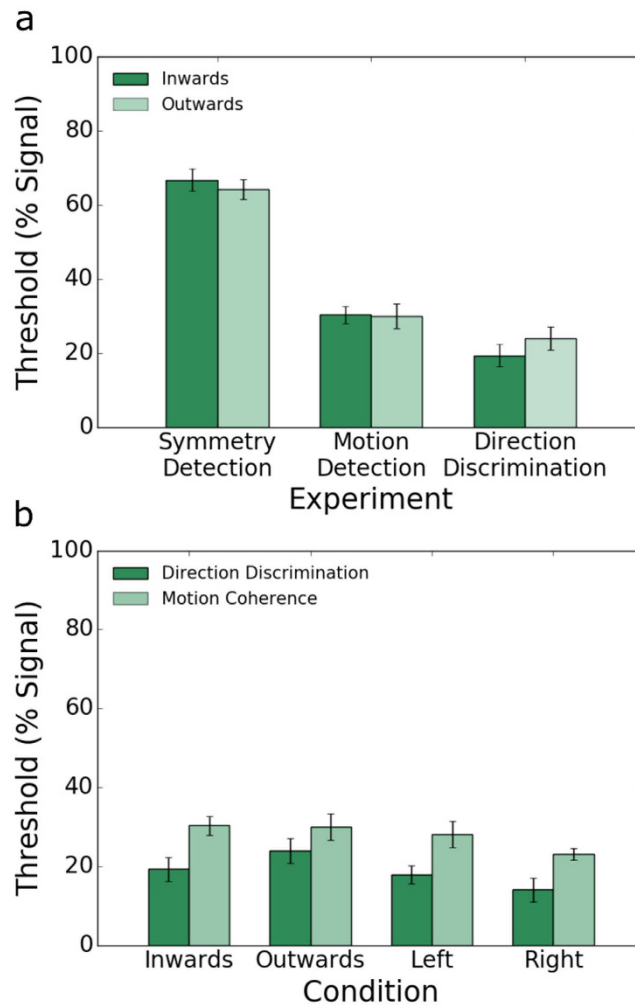 a
Threshold (% Signal)
100
80
60
40
20
0
Inwards
Outwards
Symmetry Detection
Motion Detection
Direction Discrimination
Experiment
b
Threshold (% Signal)
100
80
60
40
20
0
Direction Discrimination
Motion Coherence
Inwards
Outwards
Left
Right
Condition